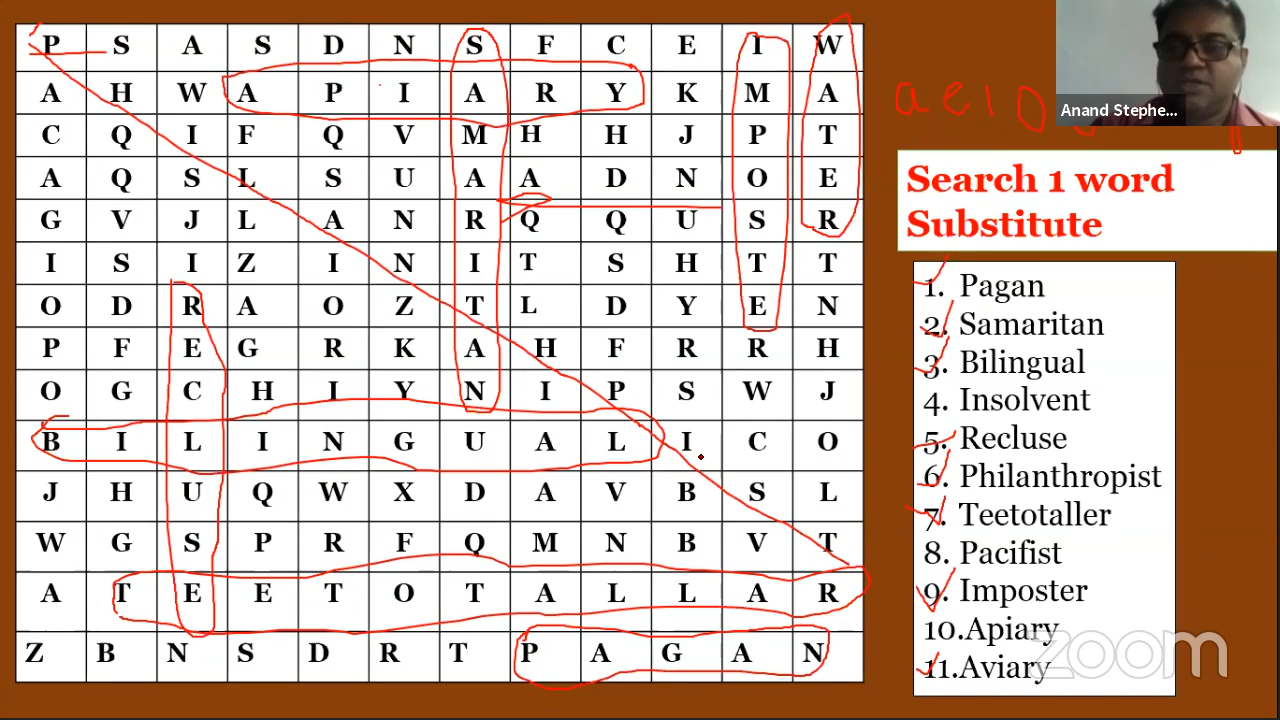 P S A S D N S F C E I W
A H W A P I A R Y K M A
C Q I F Q V M H H J P T
A Q S L S U A A D N O E
G V J L A N R Q Q U S R
I S I Z I N I T S H T T
O D R A O Z T L D Y E N
P F E G R K A H F R R H
O G C H I Y N I P S W J
B I L I N G U A L I C O
J H U Q W X D A V B S L
W G S P R F Q M N B V T
A T E E T O T A L L A R
Z B N S D R T P A G A N
a e i o
Anand Stephe...
Search 1 word
Substitute
1. Pagan
2. Samaritan
3. Bilingual
4. Insolvent
5. Recluse
6. Philanthropist
7. Teetotaller
8. Pacifist
9. Imposter
10.Apiary
11.Aviary
zoom